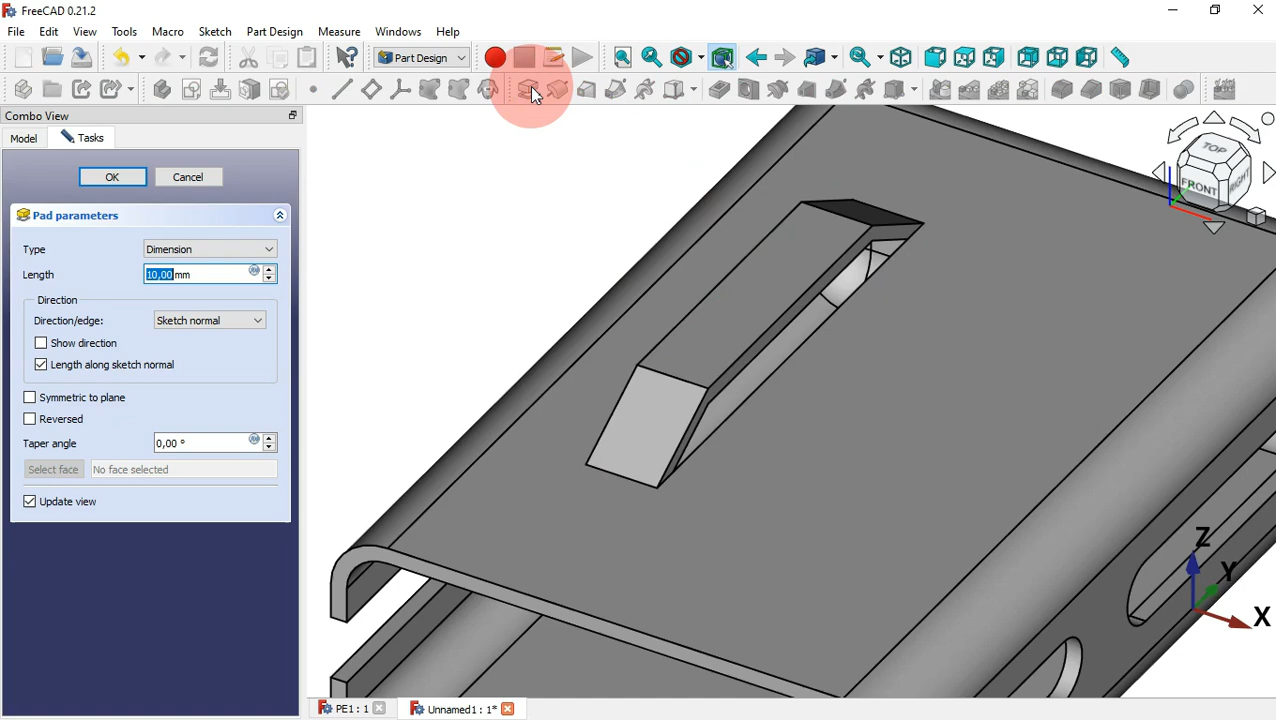 FreeCAD 0.21.2
File Edit View Tools Macro Sketch Part Design Measure Windows Help
Part Design
Combo View
Model Tasks
OK Cancel
Pad parameters
Type Dimension
Length 10,00 mm
Direction
Direction/edge: Sketch normal
Show direction
Length along sketch normal
Symmetric to plane
Reversed
Taper angle 0,00 °
Select face No face selected
Update view
TOP
FRONT RIGHT
Z
Y
X
PE1 : 1 Unnamed1 : 1*